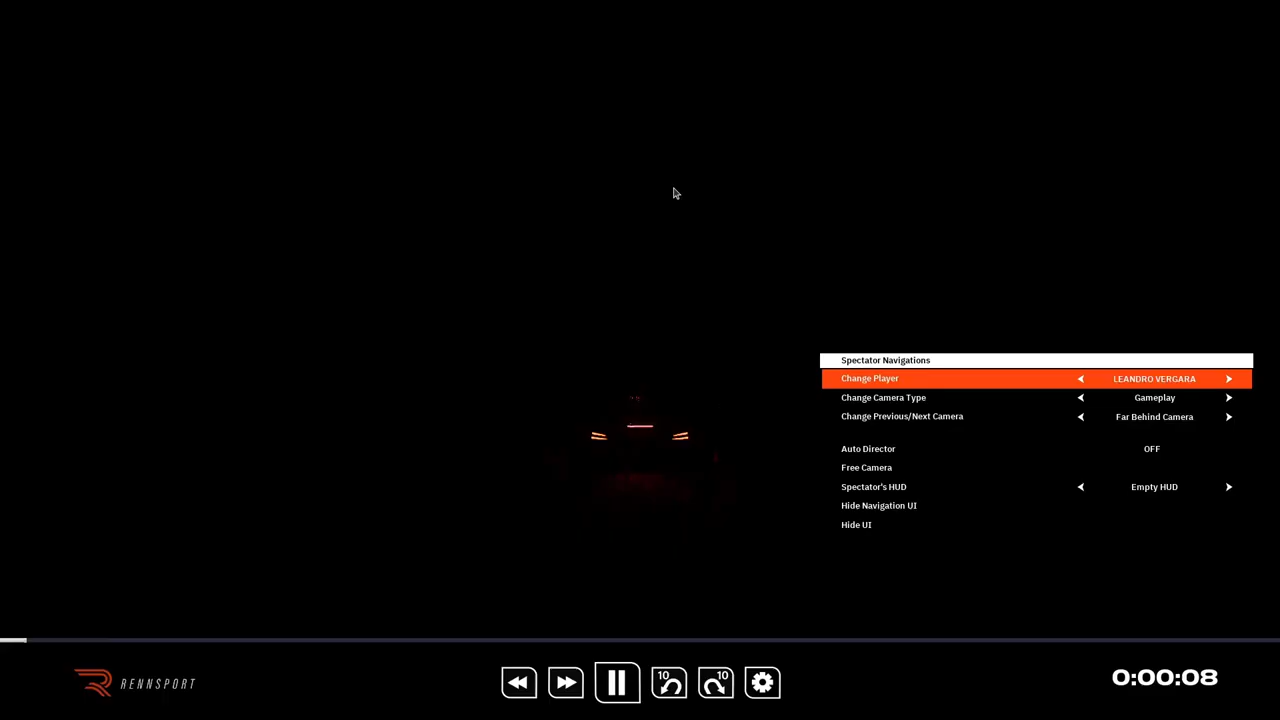 Spectator Navigations
Change Player LEANDRO VERGARA
Change Camera Type Gameplay
Change Previous/Next Camera Far Behind Camera
Auto Director OFF
Free Camera
Spectator's HUD Empty HUD
Hide Navigation UI
Hide UI
RENNSPORT
10
10
0:00:08